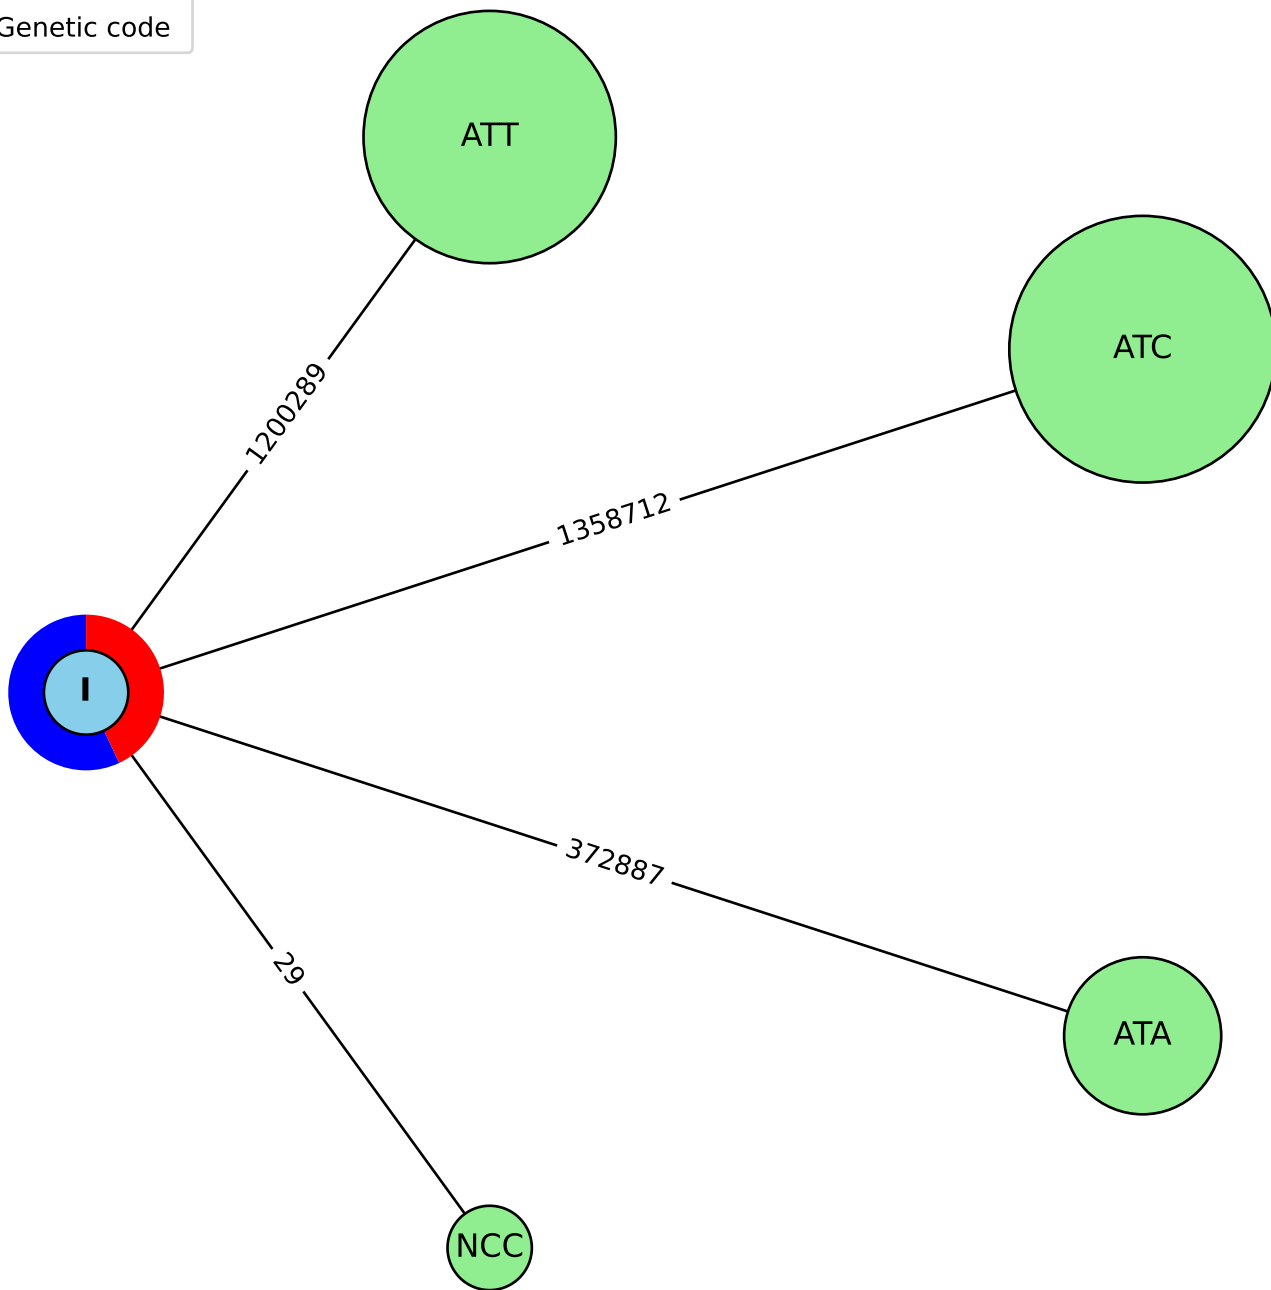 Genetic code
ATT
ATC
1200289
1358712
I
372887
29
ATA
NCC